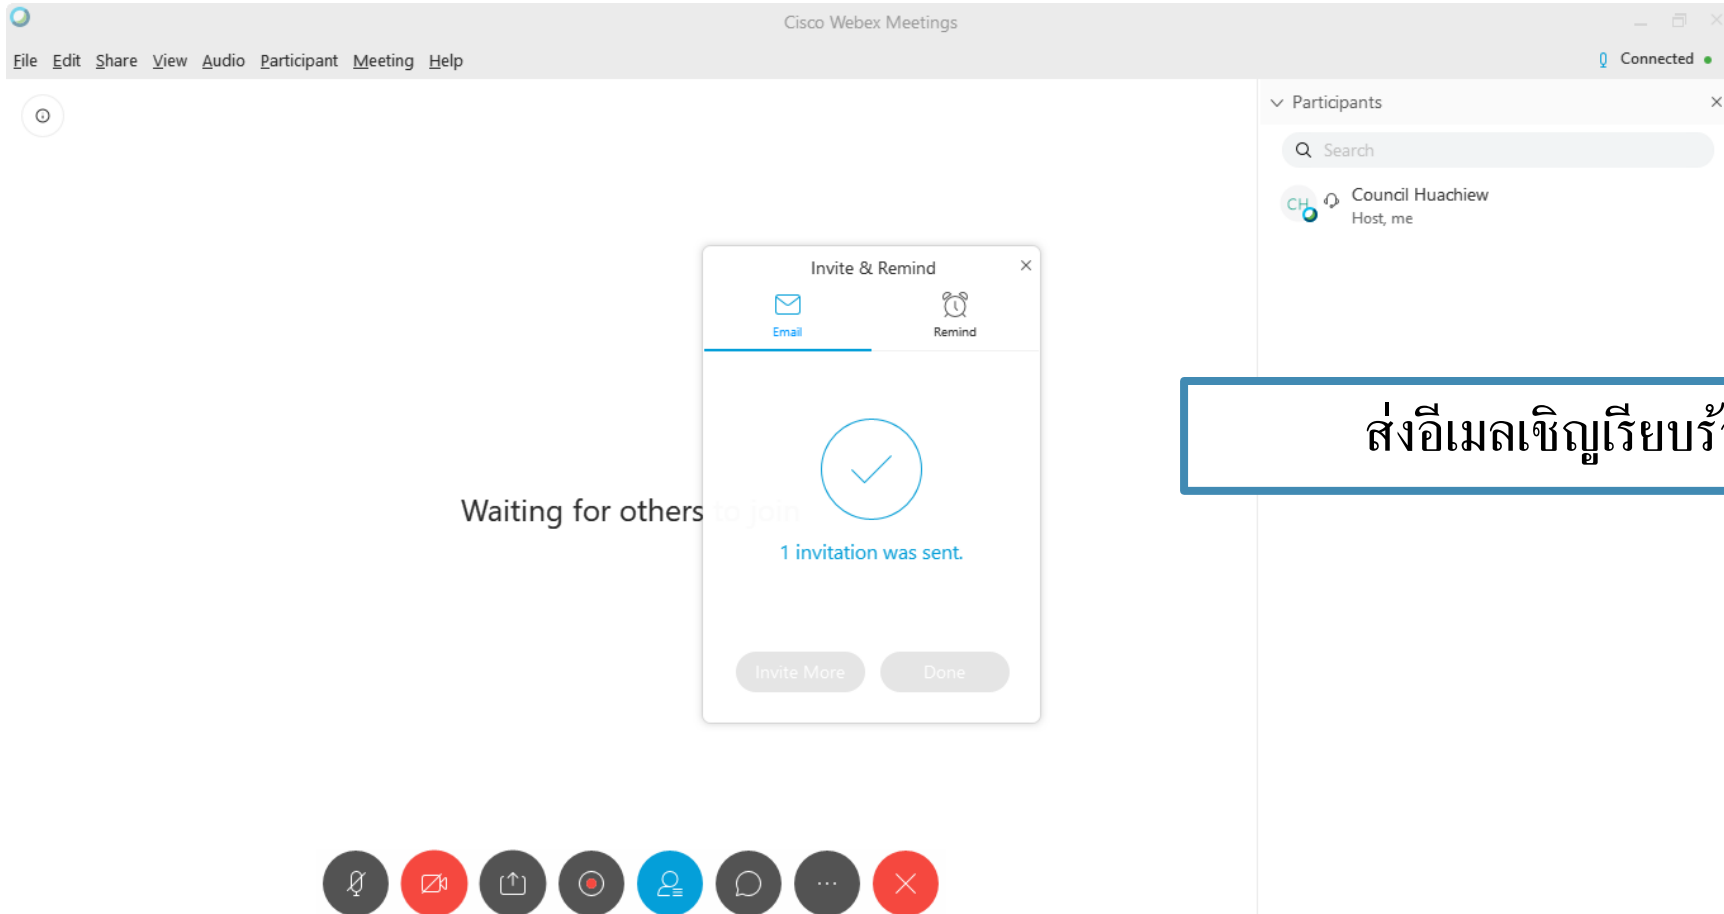 Cisco Webex Meetings
File Edit Share View Audio Participant Meeting Help
Connected
Participants
Search
CH
Council Huachiew
Host, me
Invite & Remind
Email Remind
ส่งอีเมลเชิญเรียบร้
Waiting for others to join
1 invitation was sent.
Invite More Done